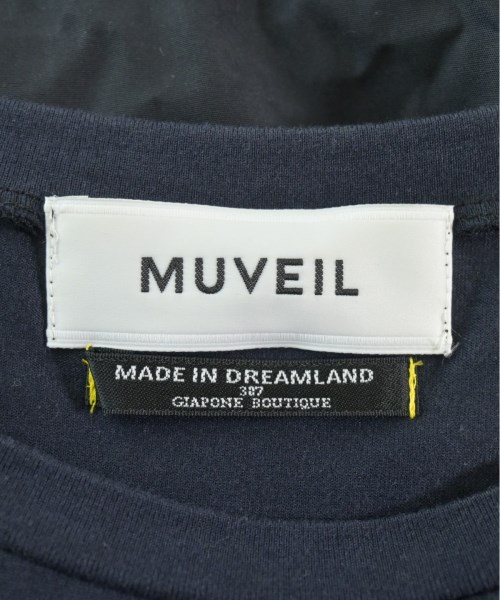 MUVEIL
MADE IN DREAMLAND
387
GIAPONE BOUTIQUE